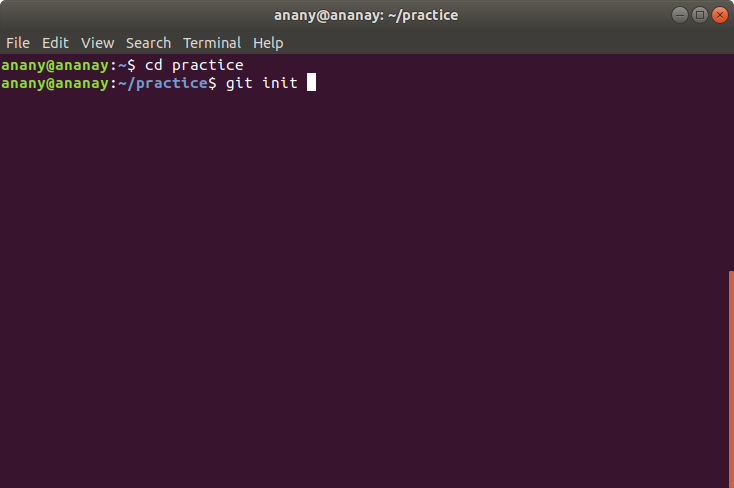 anany@ananay: ~/practice
File Edit View Search Terminal Help
anany@ananay:~$ cd practice
anany@ananay:~/practice$ git init